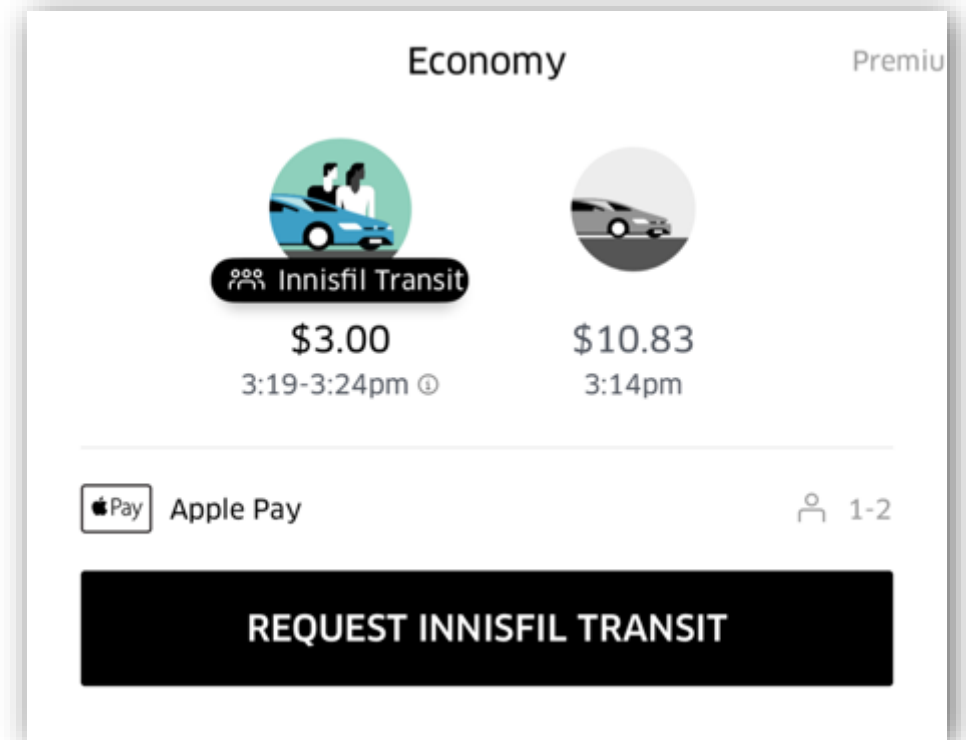 Economy
Premiu
Innisfil Transit
$3.00
$10.83
3:19-3:24pm
3:14pm
Pay
Apple Pay
1-2
REQUEST INNISFIL TRANSIT